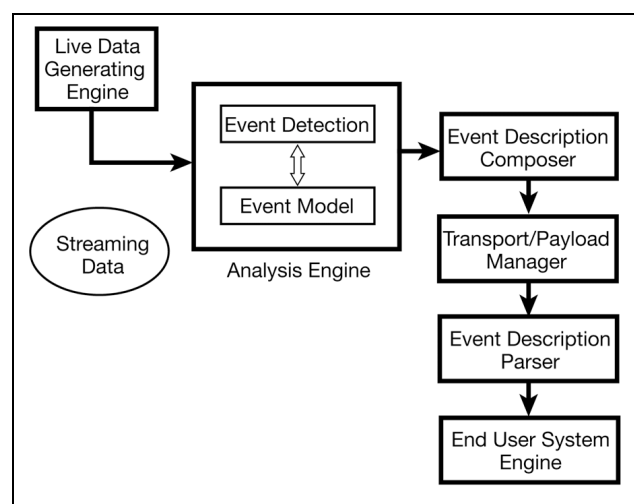 Live Data
Generating
Engine
Event Detection
Event Model
Analysis Engine
Streaming
Data
Event Description
Composer
Transport/Payload
Manager
Event Description
Parser
End User System
Engine